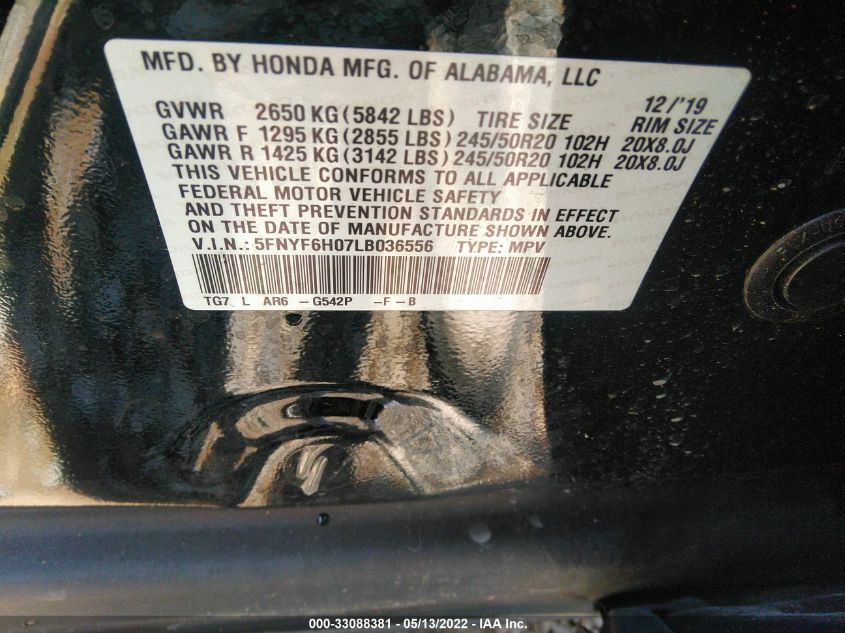 MFD. BY HONDA MFG. OF ALABAMA, LLC
GVWR 2650 KG (5842 LBS) TIRE SIZE 12/'19 RIM SIZE
GAWR F 1295 KG (2855 LBS) 245/50R20 102H 20X8.0J
GAWR R 1425 KG (3142 LBS) 245/50R20 102H 20X8.0J
THIS VEHICLE CONFORMS TO ALL APPLICABLE
FEDERAL MOTOR VEHICLE SAFETY
AND THEFT PREVENTION STANDARDS IN EFFECT
ON THE DATE OF MANUFACTURE SHOWN ABOVE.
V.I.N.: 5FNYF6H07LB036556 TYPE: MPV
TG7 L AR6 -G542P -F-B
000-33088381 - 05/13/2022 - © IAA Inc.